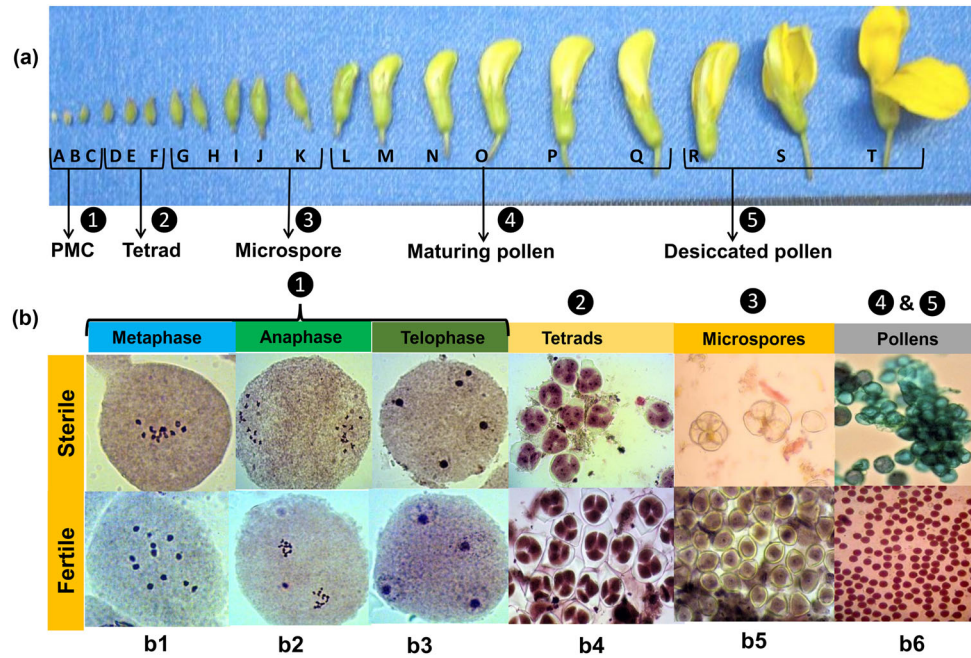 (a)
A B C D E F G H I J K L M N O P Q R S T
1 2 3 4 5
PMC Tetrad Microspore Maturing pollen Desiccated pollen
1 2 3 4 & 5
(b)
Metaphase Anaphase Telophase Tetrads Microspores Pollens
Sterile
Fertile
b1 b2 b3 b4 b5 b6